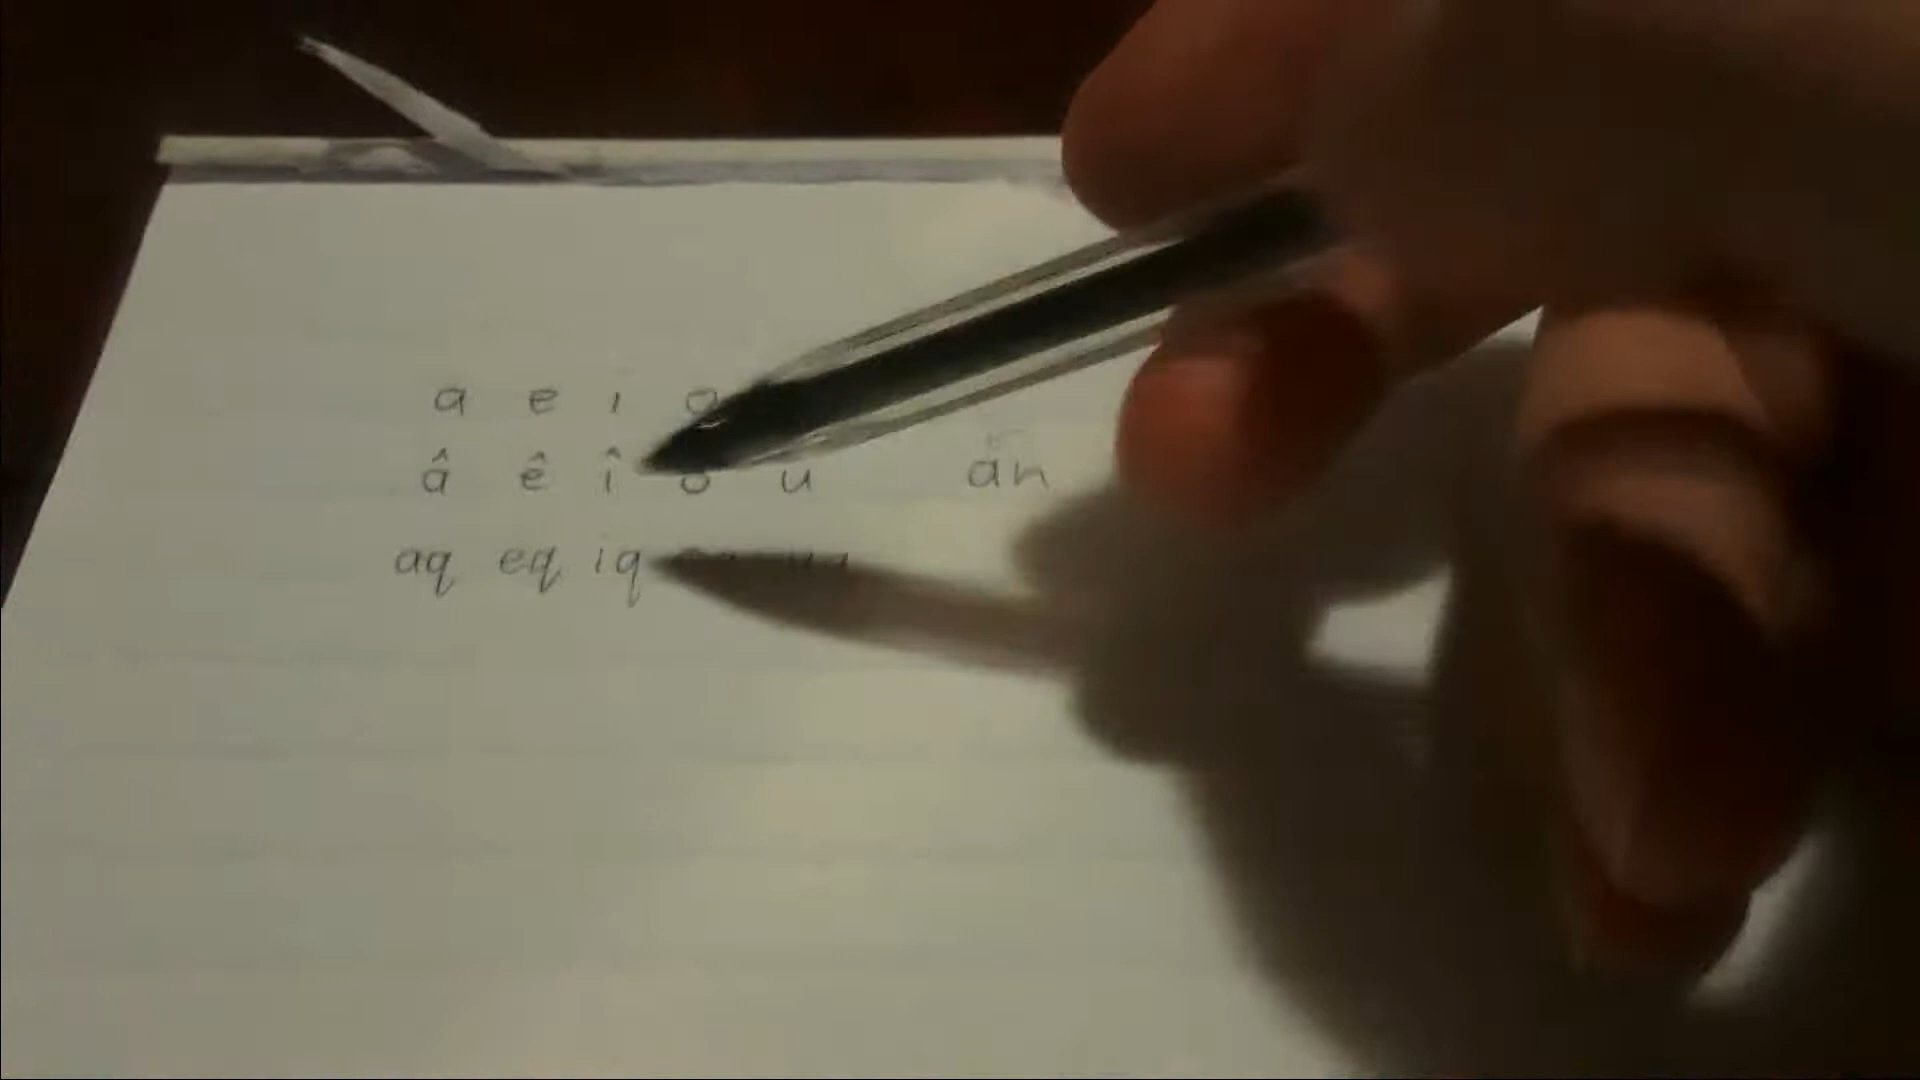 a e i o
â ê î o u ân
aq eq iq